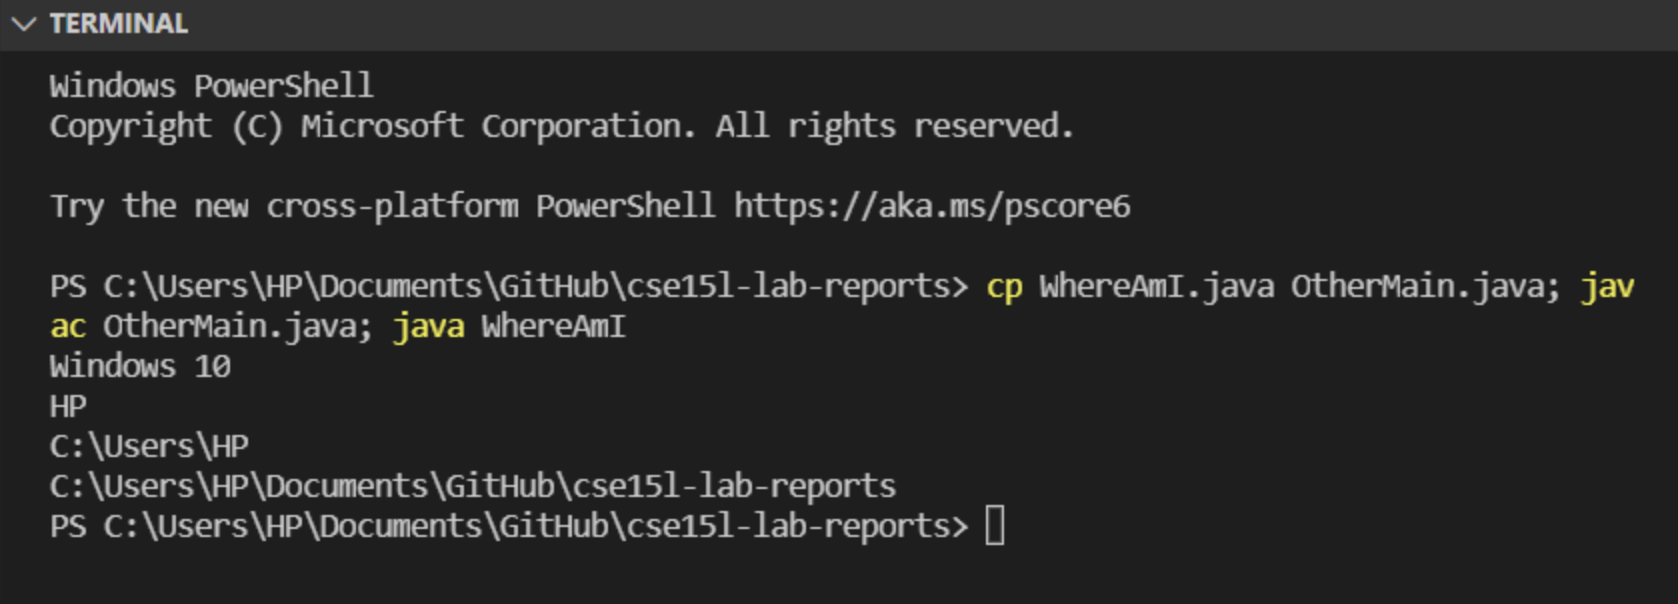 TERMINAL
Windows PowerShell
Copyright (C) Microsoft Corporation. All rights reserved.
Try the new cross-platform PowerShell https://aka.ms/pscore6
PS C:\Users\HP\Documents\GitHub\cse15l-lab-reports> cp WhereAmI.java OtherMain.java; jav
ac OtherMain.java; java WhereAmI
Windows 10
HP
C:\Users\HP
C:\Users\HP\Documents\GitHub\cse15l-lab-reports
PS C:\Users\HP\Documents\GitHub\cse15l-lab-reports>